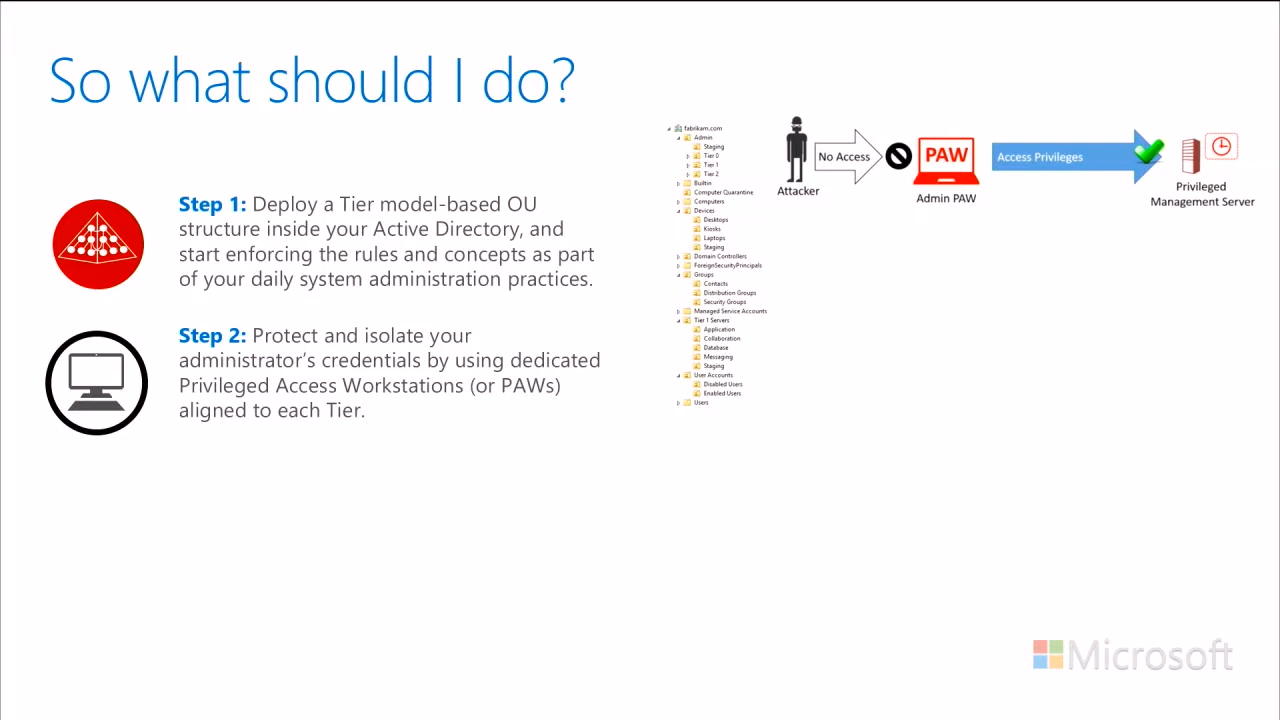 So what should I do?
Step 1: Deploy a Tier model-based OU
structure inside your Active Directory, and
start enforcing the rules and concepts as part
of your daily system administration practices.
Step 2: Protect and isolate your
administrator's credentials by using dedicated
Privileged Access Workstations (or PAWs)
aligned to each Tier.
fabrikam.com
Admin
Staging
Tier 0
Tier 1
Tier 2
Builtin
Computer Quarantine
Computers
Devices
Desktops
Kiosks
Laptops
Staging
Domain Controllers
ForeignSecurityPrincipals
Groups
Contacts
Distribution Groups
Security Groups
Managed Service Accounts
Tier 1 Servers
Application
Collaboration
Database
Messaging
Staging
User Accounts
Disabled Users
Enabled Users
Users
Attacker
No Access
PAW
Admin PAW
Access Privileges
Privileged
Management Server
Microsoft